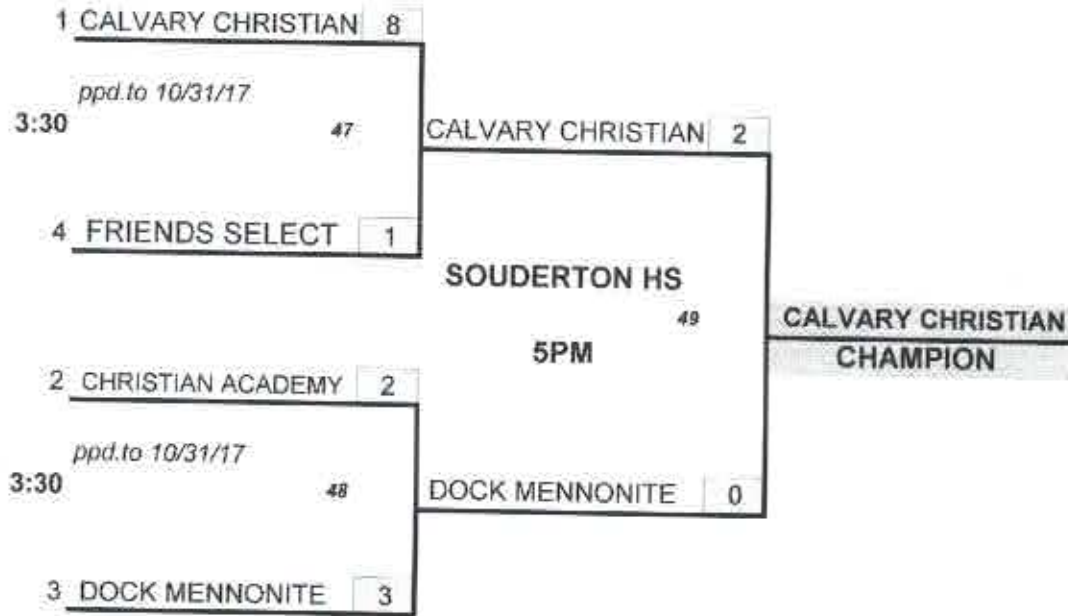 1 CALVARY CHRISTIAN 8
ppd.to 10/31/17
3:30
47
CALVARY CHRISTIAN 2
4 FRIENDS SELECT 1
SOUDERTON HS
49
CALVARY CHRISTIAN
5PM
CHAMPION
2 CHRISTIAN ACADEMY 2
ppd.to 10/31/17
3:30
48
DOCK MENNONITE 0
3 DOCK MENNONITE 3